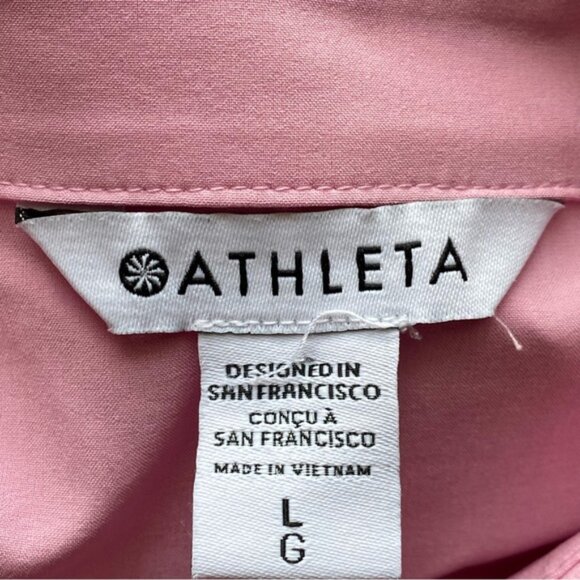 ATHLETA
DESIGNED IN
SAN FRANCISCO
CONÇU À
SAN FRANCISCO
MADE IN VIETNAM
L
G